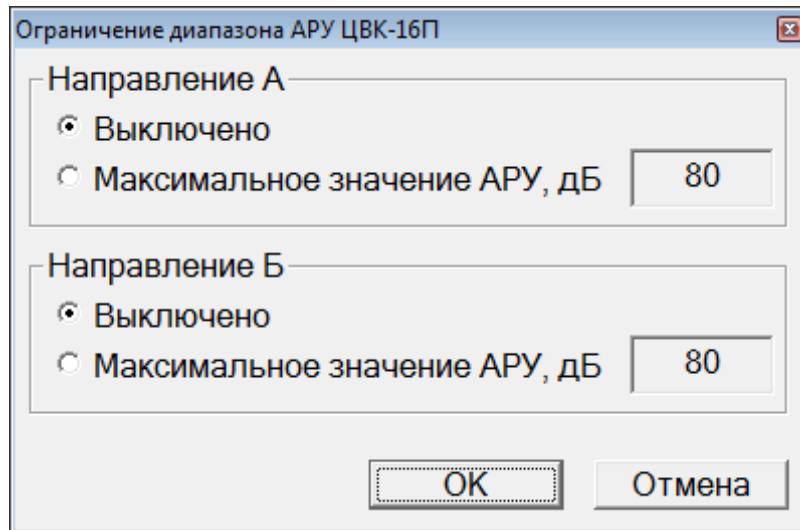 Ограничение диапазона АРУ ЦВК-16П
Направление А
Выключено
Максимальное значение АРУ, дБ 80
Направление Б
Выключено
Максимальное значение АРУ, дБ 80
OK Отмена